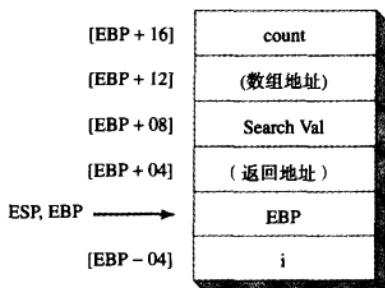 [EBP + 16] count
[EBP + 12] (数组地址)
[EBP + 08] Search Val
[EBP + 04] (返回地址)
ESP, EBP EBP
[EBP − 04] i